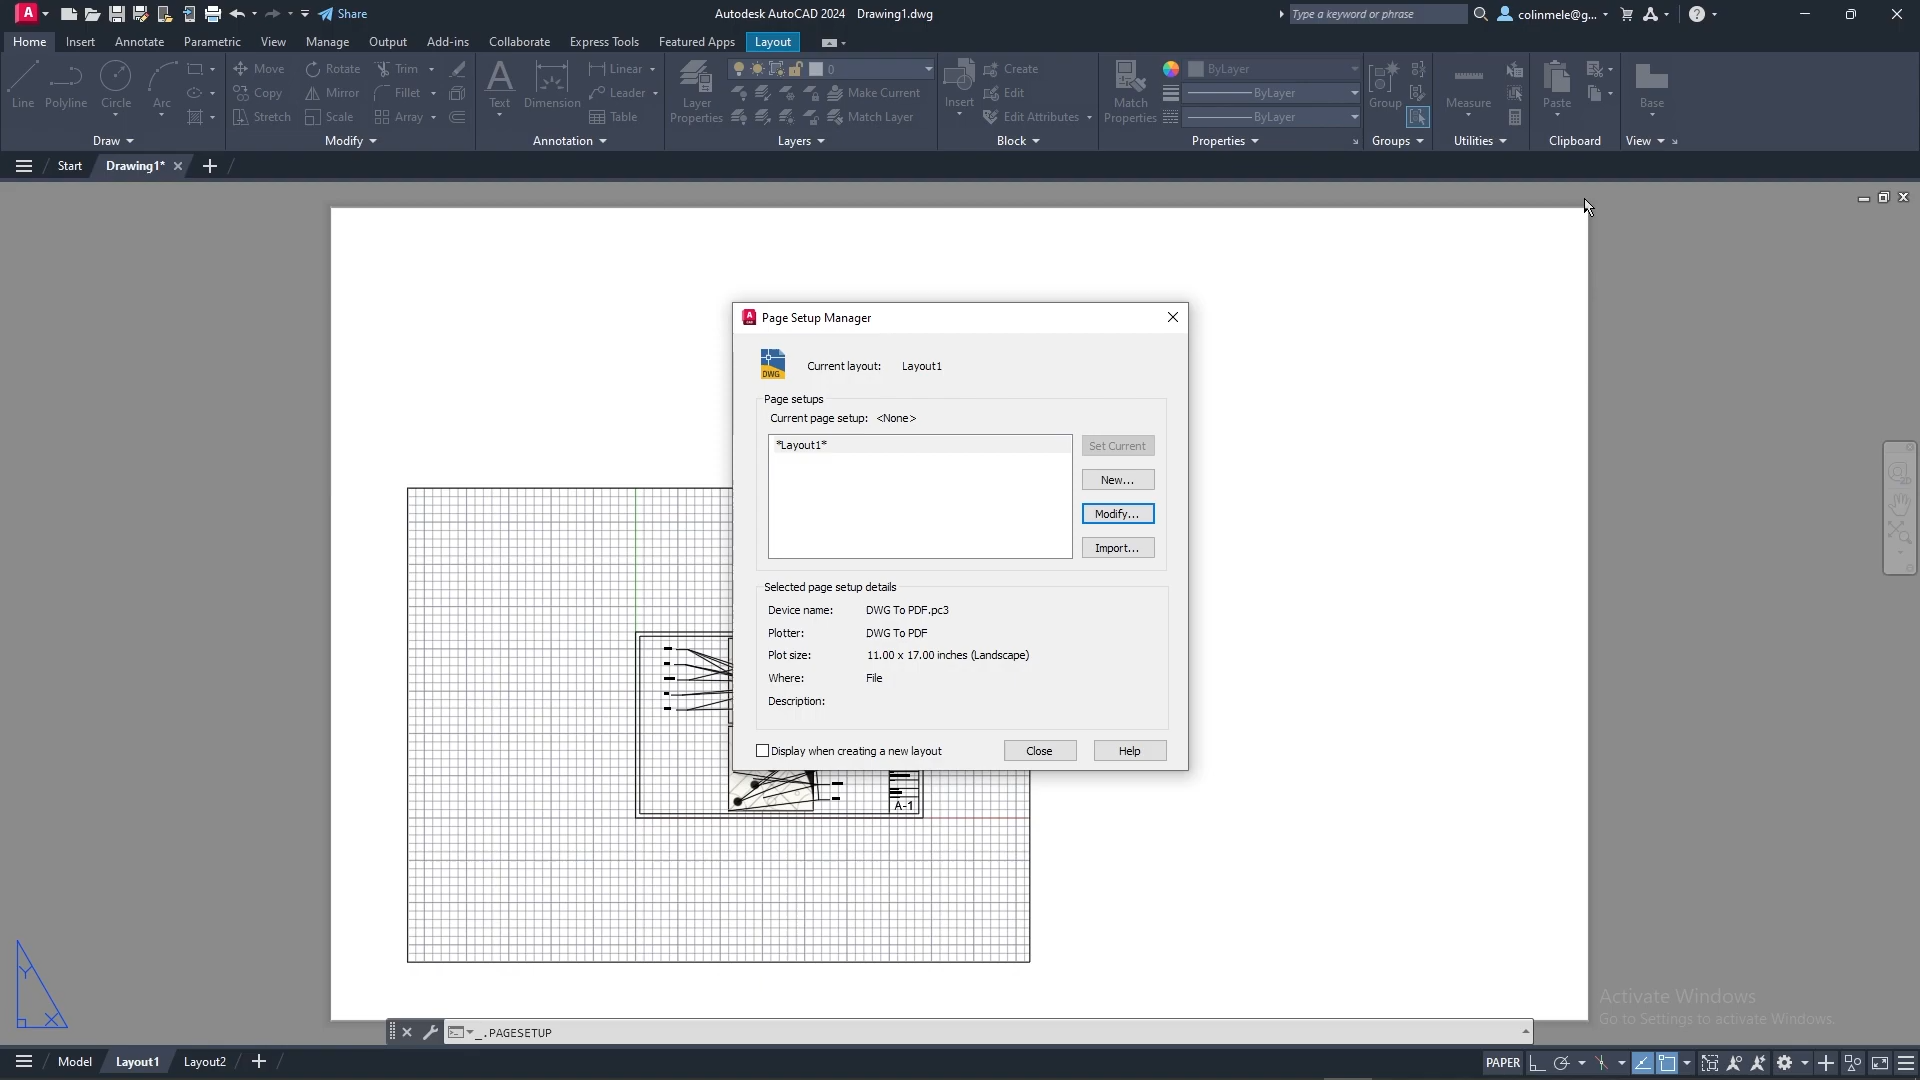 A Share Autodesk AutoCAD 2024 Drawing1.dwg Type a keyword or phrase colinmele@g...
Home Insert Annotate Parametric View Manage Output Add-ins Collaborate Express Tools Featured Apps Layout
Line Polyline Circle Arc
Move Rotate Trim
Copy Mirror Fillet
Stretch Scale Array
Text Dimension
Linear
Leader
Table
Layer Properties
0
Make Current
Match Layer
Insert
Create
Edit
Edit Attributes
Match Properties
ByLayer
ByLayer
ByLayer
Group
Measure
Paste
Base
Draw Modify Annotation Layers Block Properties Groups Utilities Clipboard View
Start Drawing1*
Page Setup Manager
DWG
Current layout: Layout1
Page setups
Current page setup: <None>
*Layout1*
Set Current
New...
Modify...
Import...
Selected page setup details
Device name: DWG To PDF.pc3
Plotter: DWG To PDF
Plot size: 11.00 x 17.00 inches (Landscape)
Where: File
Description:
Display when creating a new layout Close Help
A-1
Y
X
Activate Windows
Go to Settings to activate Windows.
_.PAGESETUP
Model Layout1 Layout2 PAPER